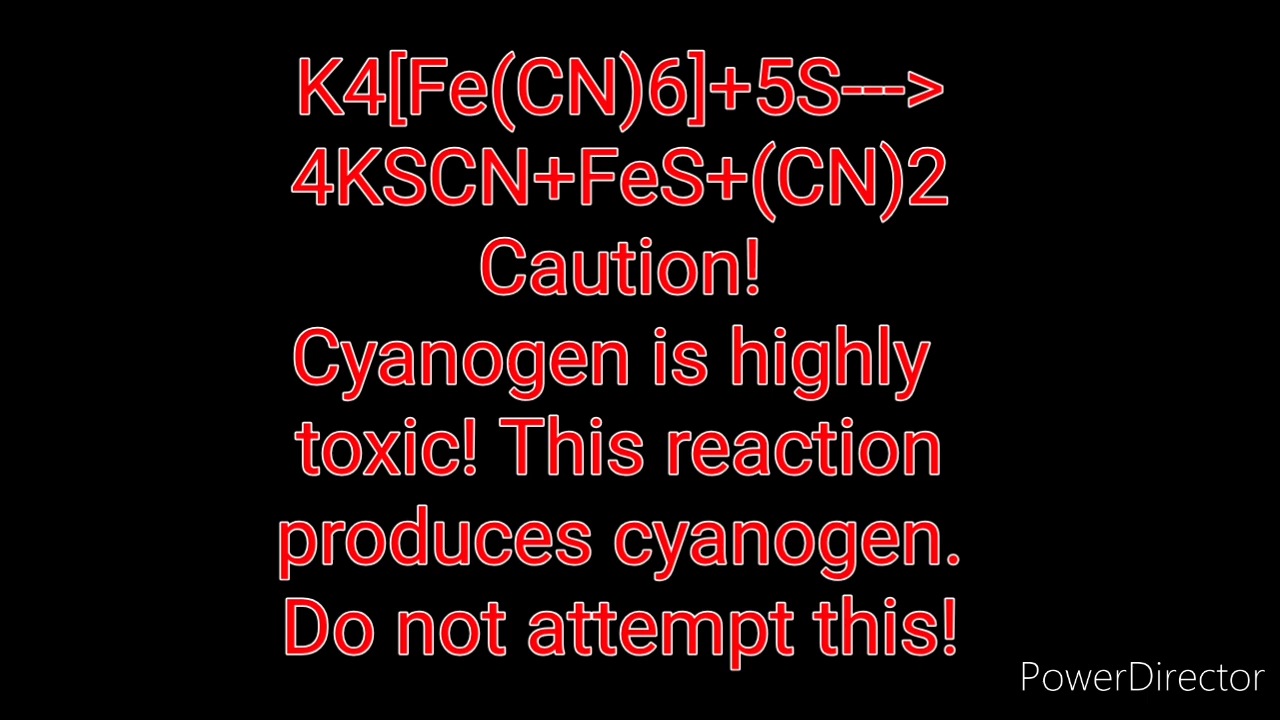 K4[Fe(CN)6]+5S--->
4KSCN+FeS+(CN)2
Caution!
Cyanogen is highly
toxic! This reaction
produces cyanogen.
Do not attempt this!
PowerDirector